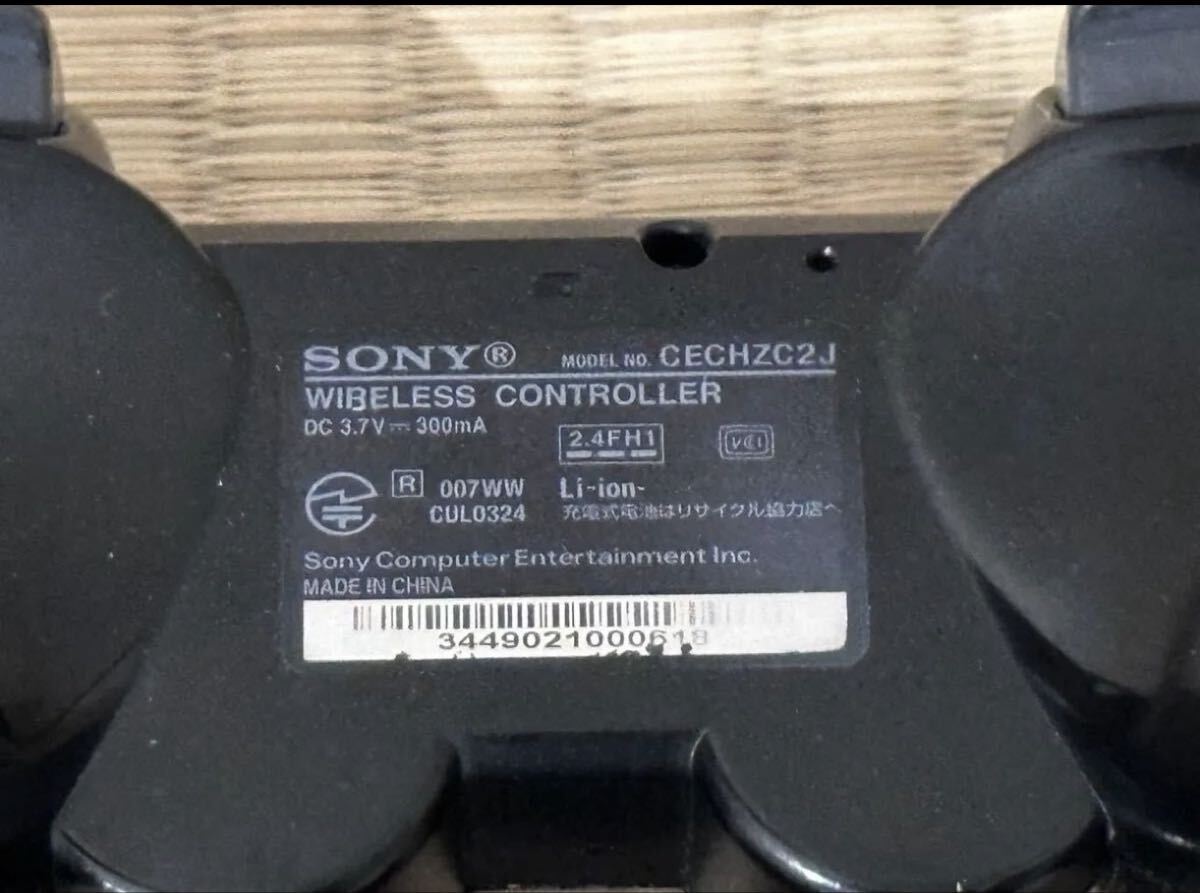 SONY® MODEL NO. CECHZC2J
WIRELESS CONTROLLER
DC 3.7V⎓300mA
2.4FH1
VCI
R 007WW
CUL0324
Li-ion
充電式電池はリサイクル協力店へ
Sony Computer Entertainment Inc.
MADE IN CHINA
3449021000618